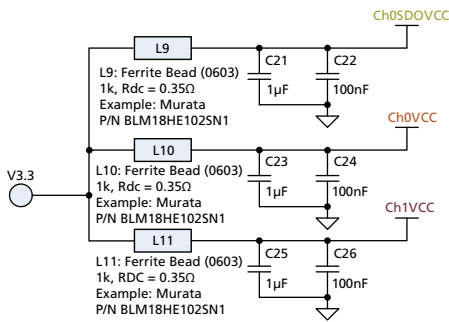 Ch0SDOVCC
L9
C21
C22
L9: Ferrite Bead (0603)
1k, Rdc = 0.35Ω
Example: Murata
P/N BLM18HE102SN1
1µF
100nF
Ch0VCC
L10
C23
C24
V3.3
L10: Ferrite Bead (0603)
1k, Rdc = 0.35Ω
Example: Murata
P/N BLM18HE102SN1
1µF
100nF
Ch1VCC
L11
C25
C26
L11: Ferrite Bead (0603)
1k, RDC = 0.35Ω
Example: Murata
P/N BLM18HE102SN1
1µF
100nF